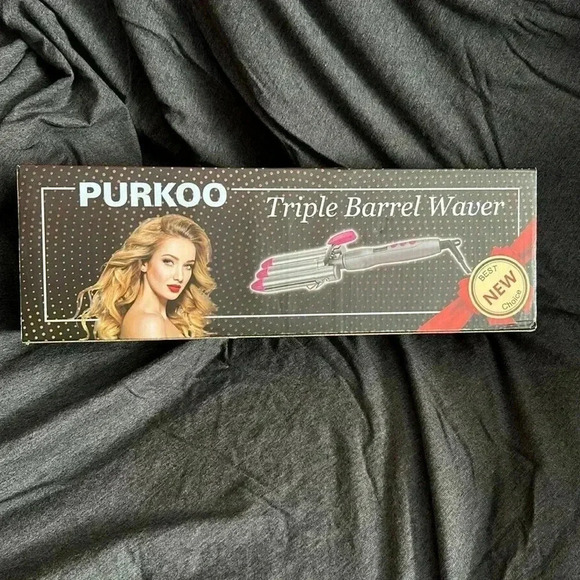 PURKOO
Triple Barrel Waver
BEST
NEW
Choice